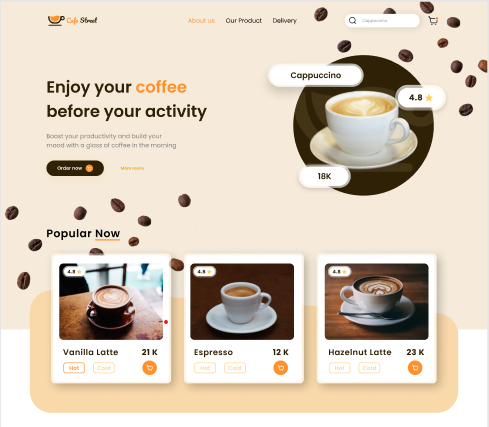 Cafe Street
About us
Our Product
Delivery
Cappuccino
Enjoy your coffee
before your activity
Boost your productivity and build your
mood with a glass of coffee in the morning
Order now
More menu
Cappuccino
4.8
18K
Popular Now
4.8
Vanilla Latte 21 K
Hot Cold
4.8
Espresso 12 K
Hot Cold
4.8
Hazelnut Latte 23 K
Hot Cold